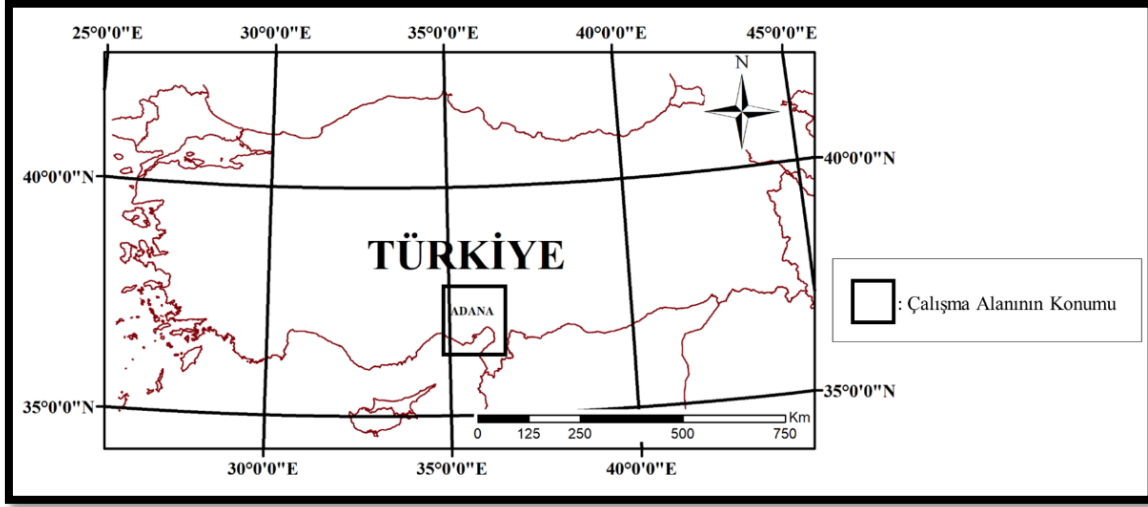 25°0'0"E 30°0'0"E 35°0'0"E 40°0'0"E 45°0'0"E
N
40°0'0"N 40°0'0"N
TÜRKİYE
ADANA
: Çalışma Alanının Konumu
35°0'0"N 35°0'0"N
Km
0 125 250 500 750
30°0'0"E 35°0'0"E 40°0'0"E